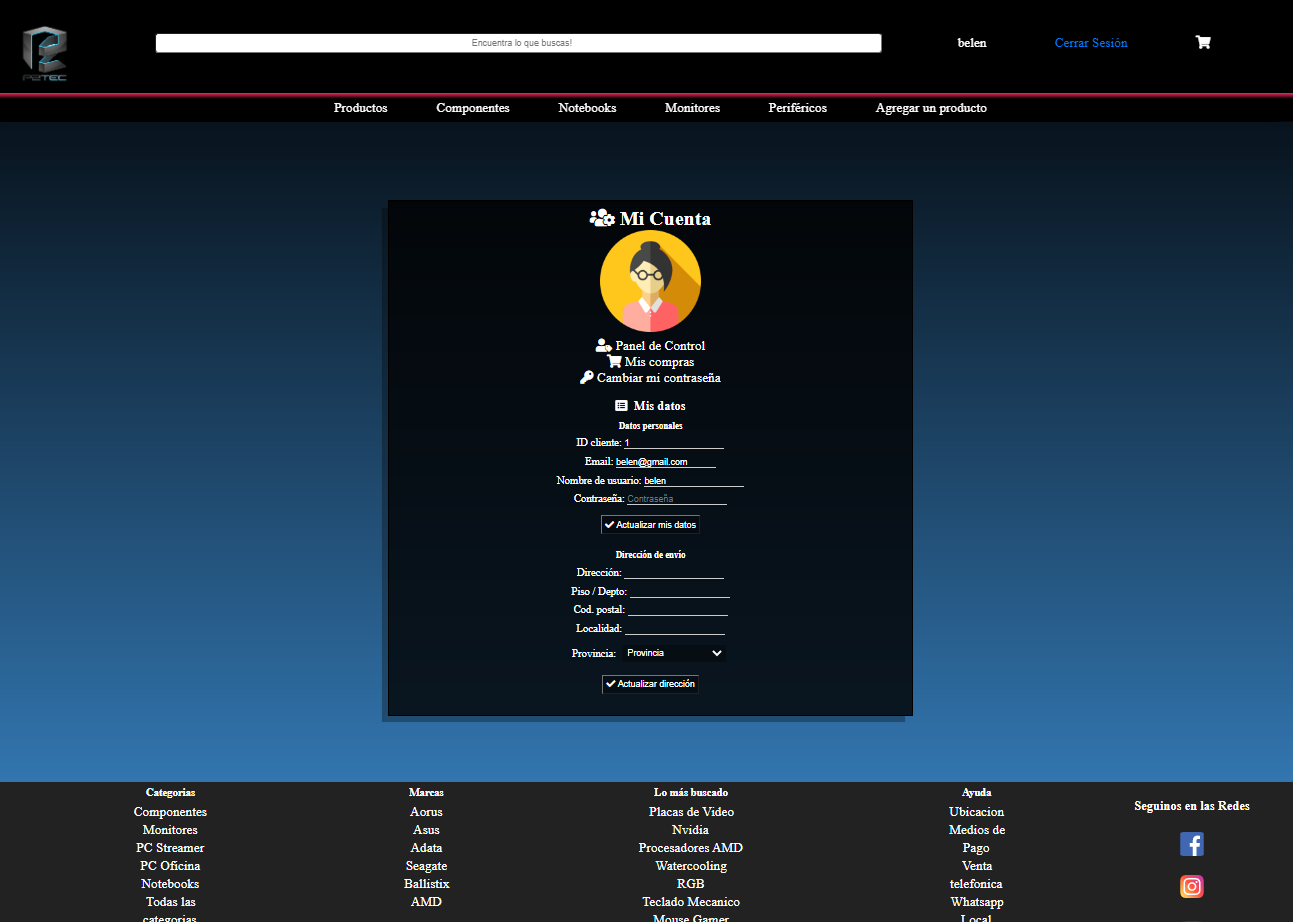 P2TEC
Encuentra lo que buscas!
belen
Cerrar Sesión
Productos
Componentes
Notebooks
Monitores
Periféricos
Agregar un producto
Mi Cuenta
Panel de Control
Mis compras
Cambiar mi contraseña
Mis datos
Datos personales
ID cliente: 1
Email: belen@gmail.com
Nombre de usuario: belen
Contraseña: Contraseña
Actualizar mis datos
Dirección de envío
Dirección:
Piso / Depto:
Cod. postal:
Localidad:
Provincia: Provincia
Actualizar dirección
Categorias
Componentes
Monitores
PC Streamer
PC Oficina
Notebooks
Todas las
categorias
Marcas
Aorus
Asus
Adata
Seagate
Ballistix
AMD
Lo más buscado
Placas de Video
Nvidia
Procesadores AMD
Watercooling
RGB
Teclado Mecanico
Mouse Gamer
Ayuda
Ubicacion
Medios de
Pago
Venta
telefonica
Whatsapp
Local
Seguinos en las Redes